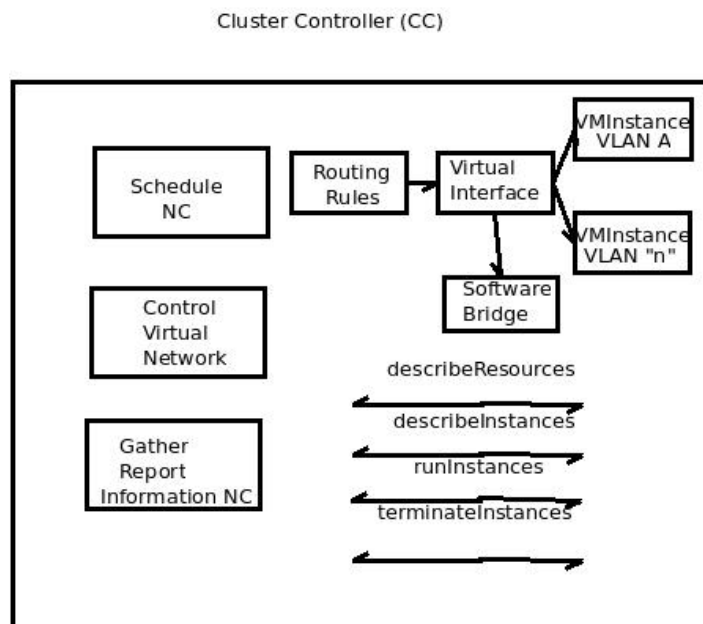 Cluster Controller (CC)
Schedule
NC
Routing
Rules
Virtual
Interface
VMInstance
VLAN A
VMInstance
VLAN "n"
Software
Bridge
Control
Virtual
Network
Gather
Report
Information NC
describeResources
describeInstances
runInstances
terminateInstances